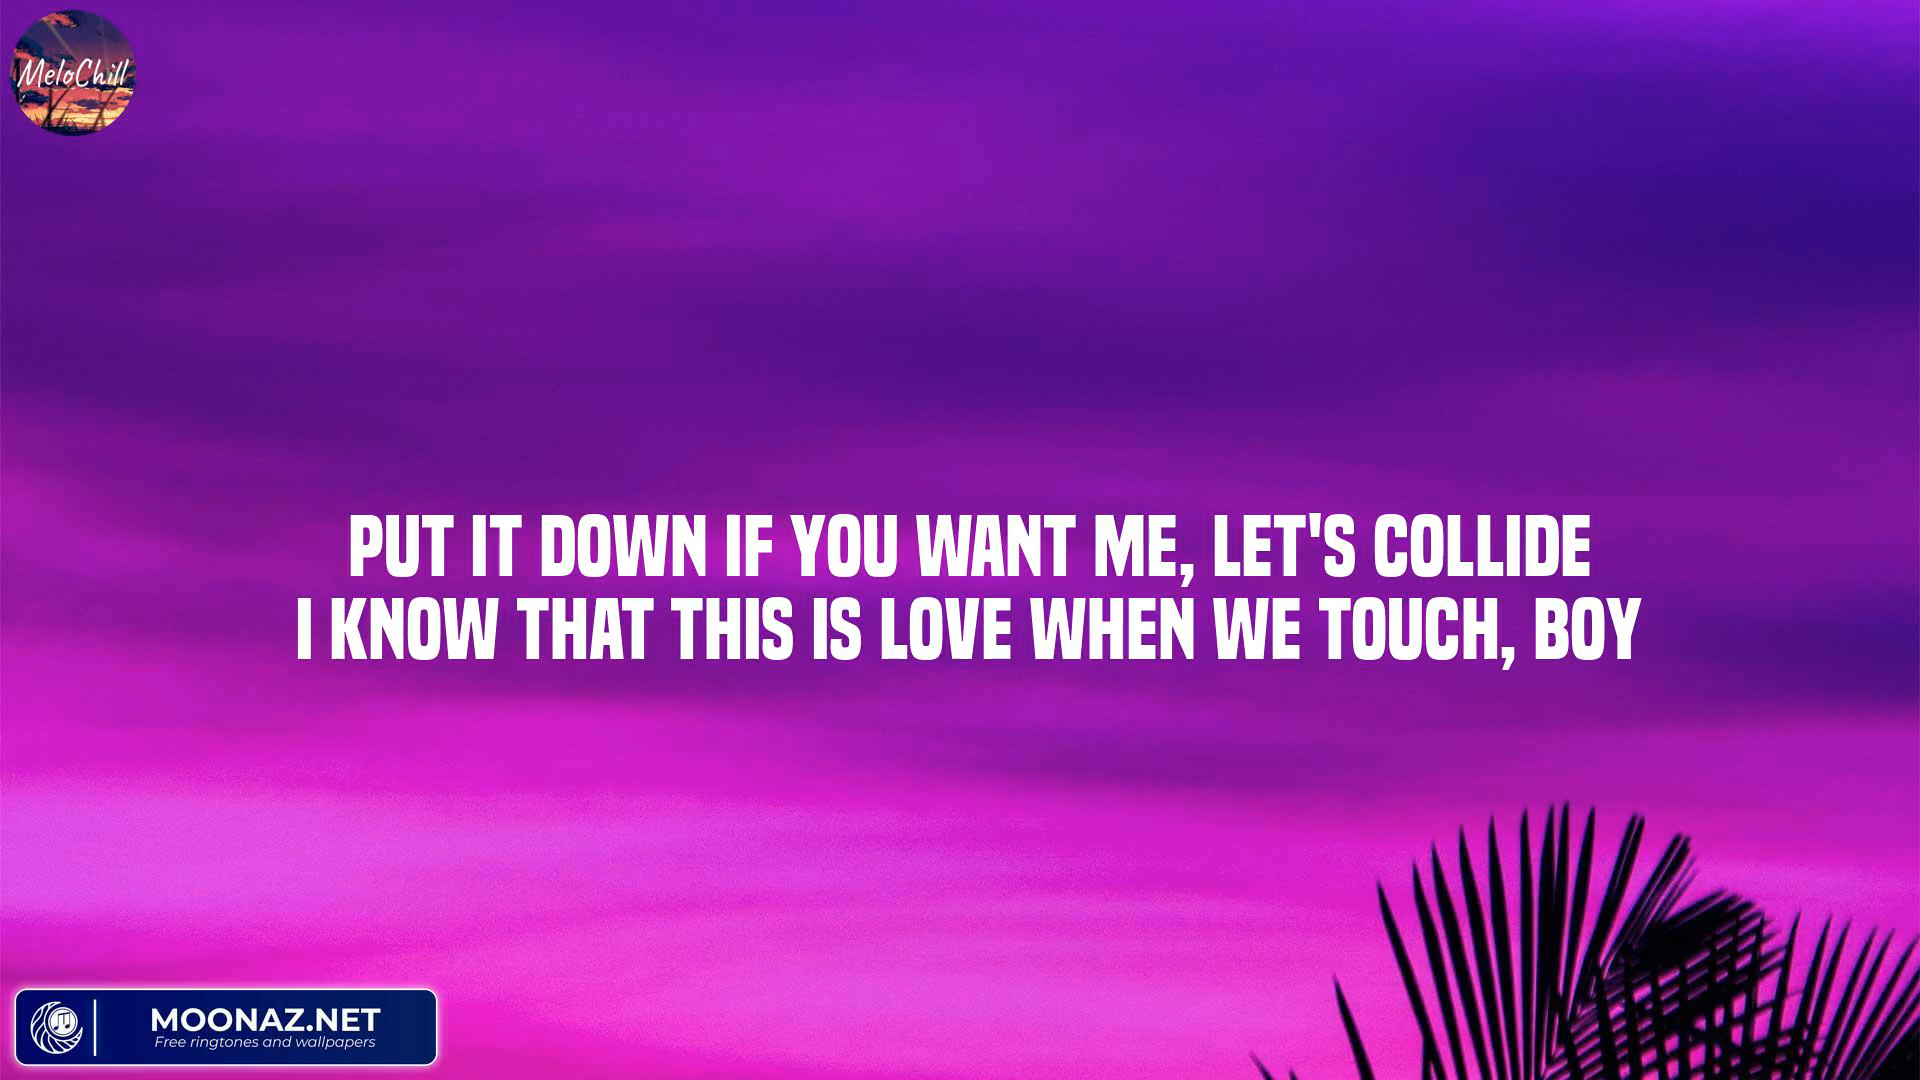 MeloChill
PUT IT DOWN IF YOU WANT ME, LET'S COLLIDE
I KNOW THAT THIS IS LOVE WHEN WE TOUCH, BOY
MOONAZ.NET
Free ringtones and wallpapers